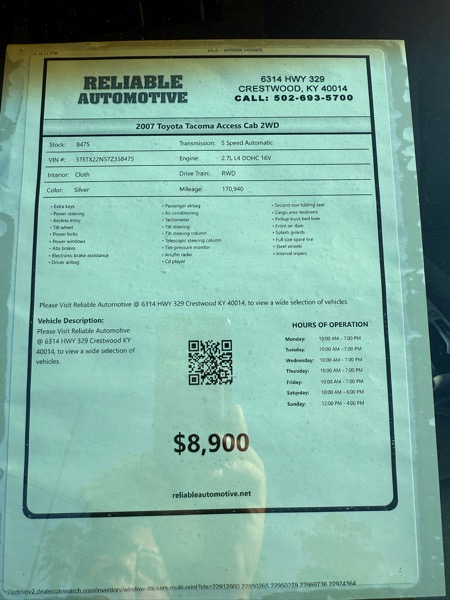 RELIABLE
AUTOMOTIVE
6314 HWY 329
CRESTWOOD, KY 40014
CALL: 502-693-5700
2007 Toyota Tacoma Access Cab 2WD
Stock: 8475 Transmission: 5 Speed Automatic
VIN #: 5TETX22N57Z358475 Engine: 2.7L L4 DOHC 16V
Interior: Cloth Drive Train: RWD
Color: Silver Mileage: 170,940
• Extra keys
• Power steering
• Keyless entry
• Tilt wheel
• Power locks
• Power windows
• Abs brakes
• Electronic brake assistance
• Driver airbag
• Passenger airbag
• Air conditioning
• Tachometer
• Tilt steering
• Tilt steering column
• Telescopic steering column
• Tire pressure monitor
• Am/fm radio
• Cd player
• Second row folding seat
• Cargo area tiedowns
• Pickup truck bed liner
• Front air dam
• Splash guards
• Full size spare tire
• Steel wheels
• Interval wipers
Please Visit Reliable Automotive @ 6314 HWY 329 Crestwood KY 40014, to view a wide selection of vehicles.
Vehicle Description:
Please Visit Reliable Automotive
@ 6314 HWY 329 Crestwood KY
40014, to view a wide selection of
vehicles.
HOURS OF OPERATION
Monday: 10:00 AM - 7:00 PM
Tuesday: 10:00 AM - 7:00 PM
Wednesday: 10:00 AM - 7:00 PM
Thursday: 10:00 AM - 7:00 PM
Friday: 10:00 AM - 7:00 PM
Saturday: 10:00 AM - 6:00 PM
Sunday: 12:00 PM - 4:00 PM
$8,900
reliableautomotive.net